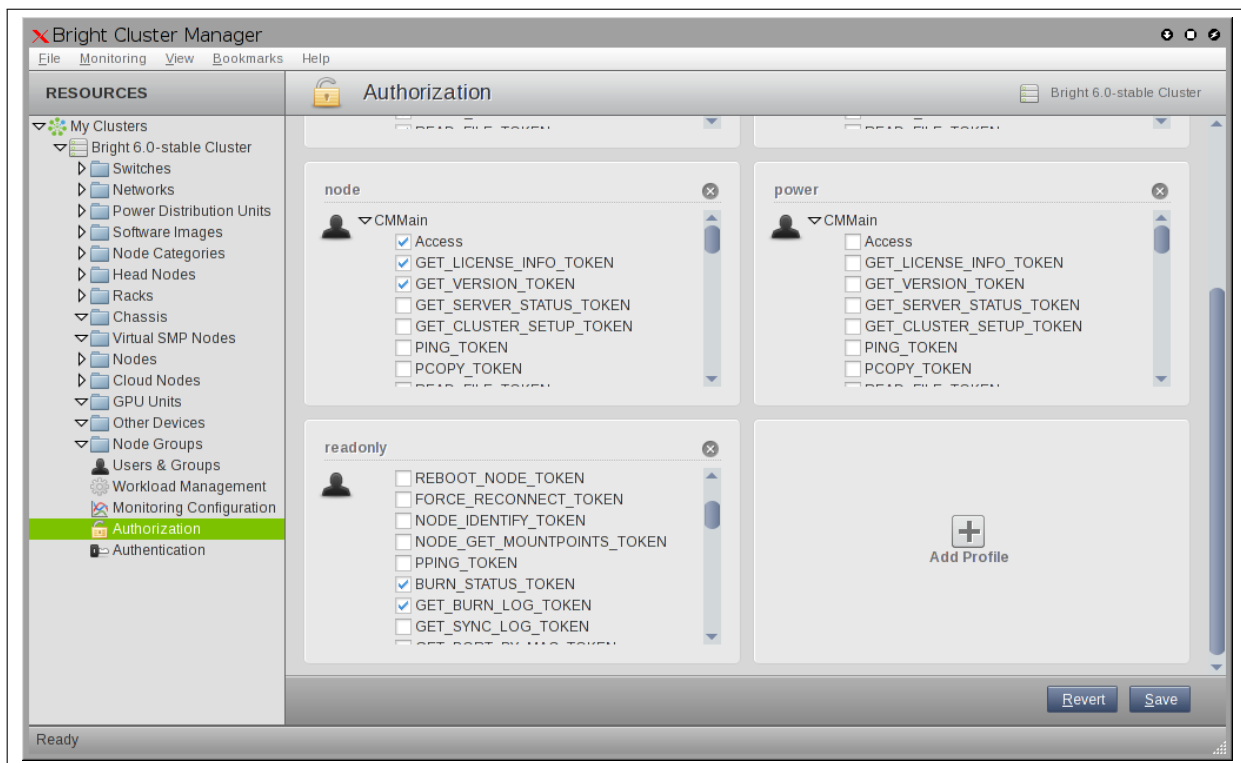 Bright Cluster Manager
File Monitoring View Bookmarks Help
RESOURCES
My Clusters
Bright 6.0-stable Cluster
Switches
Networks
Power Distribution Units
Software Images
Node Categories
Head Nodes
Racks
Chassis
Virtual SMP Nodes
Nodes
Cloud Nodes
GPU Units
Other Devices
Node Groups
Users & Groups
Workload Management
Monitoring Configuration
Authorization
Authentication
Authorization
Bright 6.0-stable Cluster
node
CMMain
Access
GET_LICENSE_INFO_TOKEN
GET_VERSION_TOKEN
GET_SERVER_STATUS_TOKEN
GET_CLUSTER_SETUP_TOKEN
PING_TOKEN
PCOPY_TOKEN
power
CMMain
Access
GET_LICENSE_INFO_TOKEN
GET_VERSION_TOKEN
GET_SERVER_STATUS_TOKEN
GET_CLUSTER_SETUP_TOKEN
PING_TOKEN
PCOPY_TOKEN
readonly
REBOOT_NODE_TOKEN
FORCE_RECONNECT_TOKEN
NODE_IDENTIFY_TOKEN
NODE_GET_MOUNTPOINTS_TOKEN
PPING_TOKEN
BURN_STATUS_TOKEN
GET_BURN_LOG_TOKEN
GET_SYNC_LOG_TOKEN
Add Profile
Revert Save
Ready